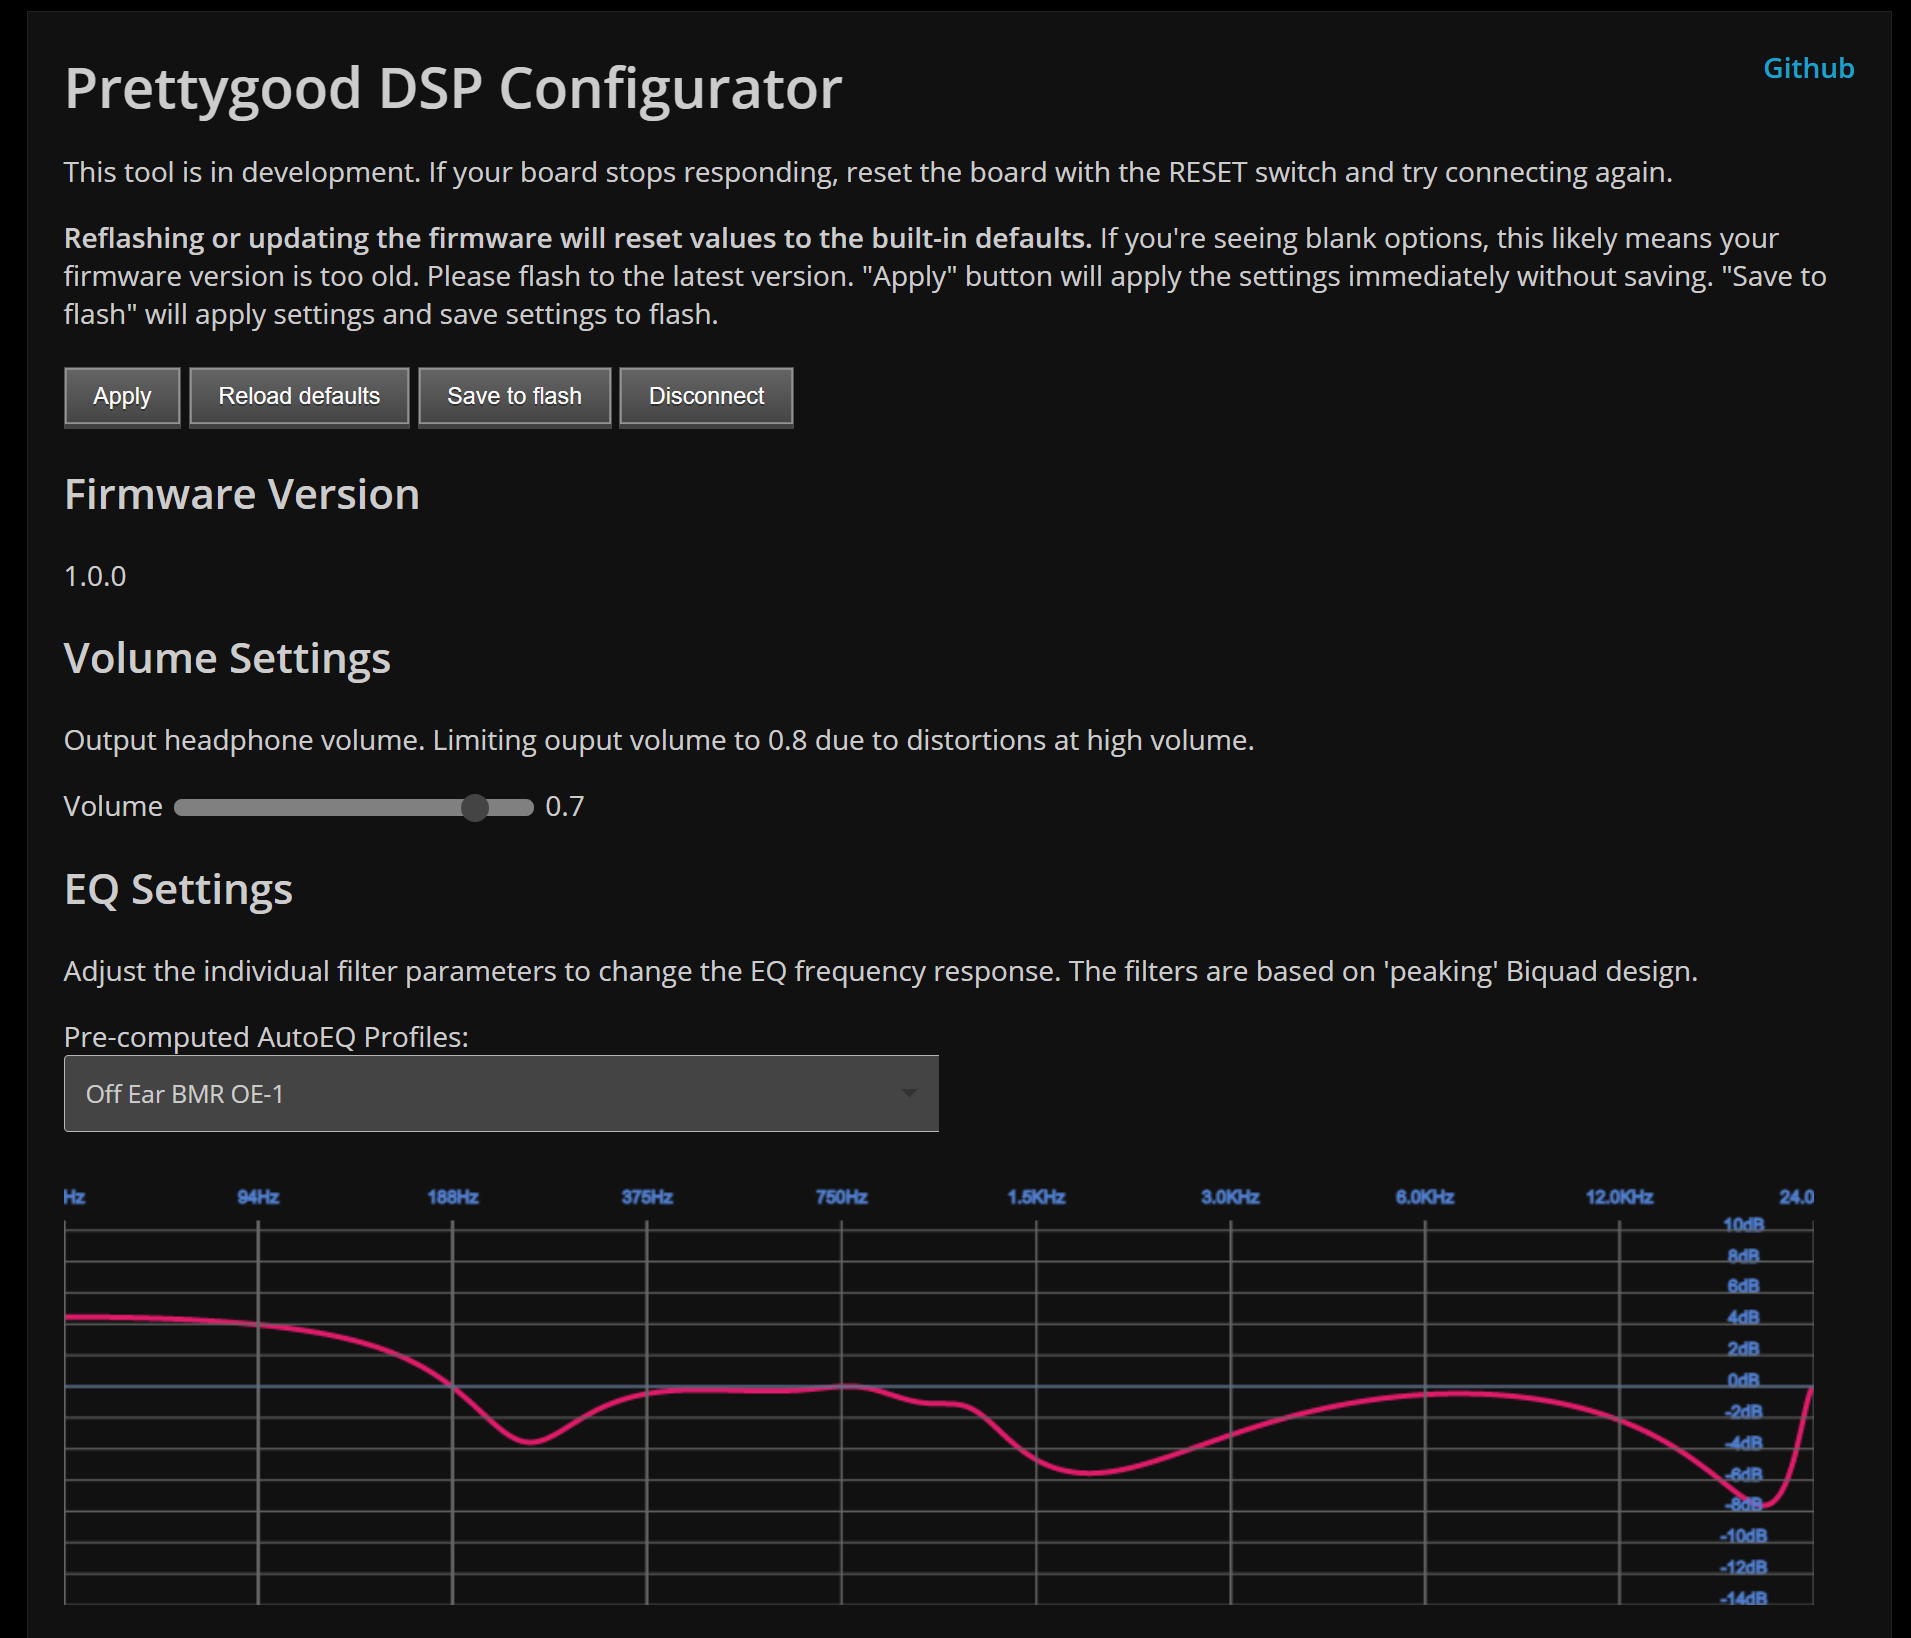 Prettygood DSP Configurator
Github
This tool is in development. If your board stops responding, reset the board with the RESET switch and try connecting again.
Reflashing or updating the firmware will reset values to the built-in defaults. If you're seeing blank options, this likely means your
firmware version is too old. Please flash to the latest version. "Apply" button will apply the settings immediately without saving. "Save to
flash" will apply settings and save settings to flash.
Apply Reload defaults Save to flash Disconnect
Firmware Version
1.0.0
Volume Settings
Output headphone volume. Limiting ouput volume to 0.8 due to distortions at high volume.
Volume 0.7
EQ Settings
Adjust the individual filter parameters to change the EQ frequency response. The filters are based on 'peaking' Biquad design.
Pre-computed AutoEQ Profiles:
Off Ear BMR OE-1
Hz 94Hz 188Hz 375Hz 750Hz 1.5KHz 3.0KHz 6.0KHz 12.0KHz 24.0
10dB
8dB
6dB
4dB
2dB
0dB
-2dB
-4dB
-6dB
-8dB
-10dB
-12dB
-14dB